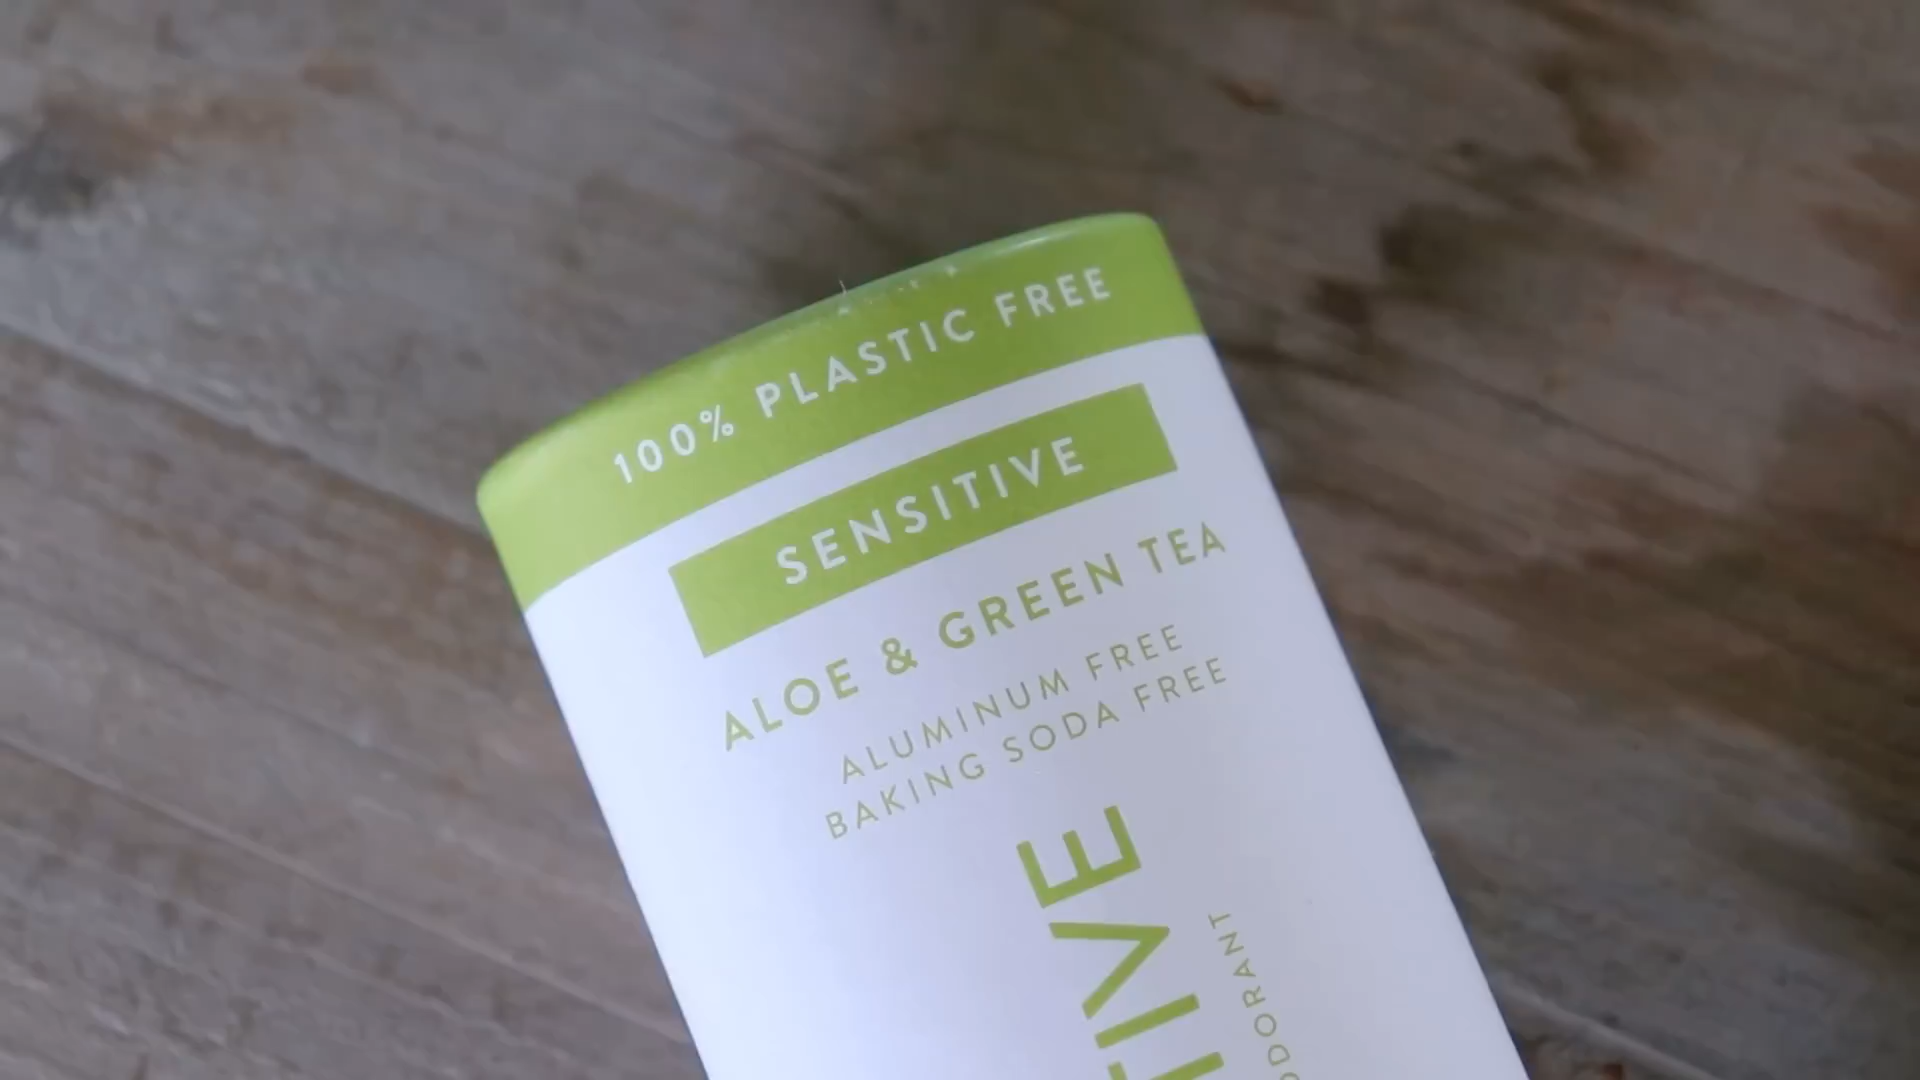 100% PLASTIC FREE
SENSITIVE
ALOE & GREEN TEA
ALUMINUM FREE
BAKING SODA FREE
TIVE
ODORANT